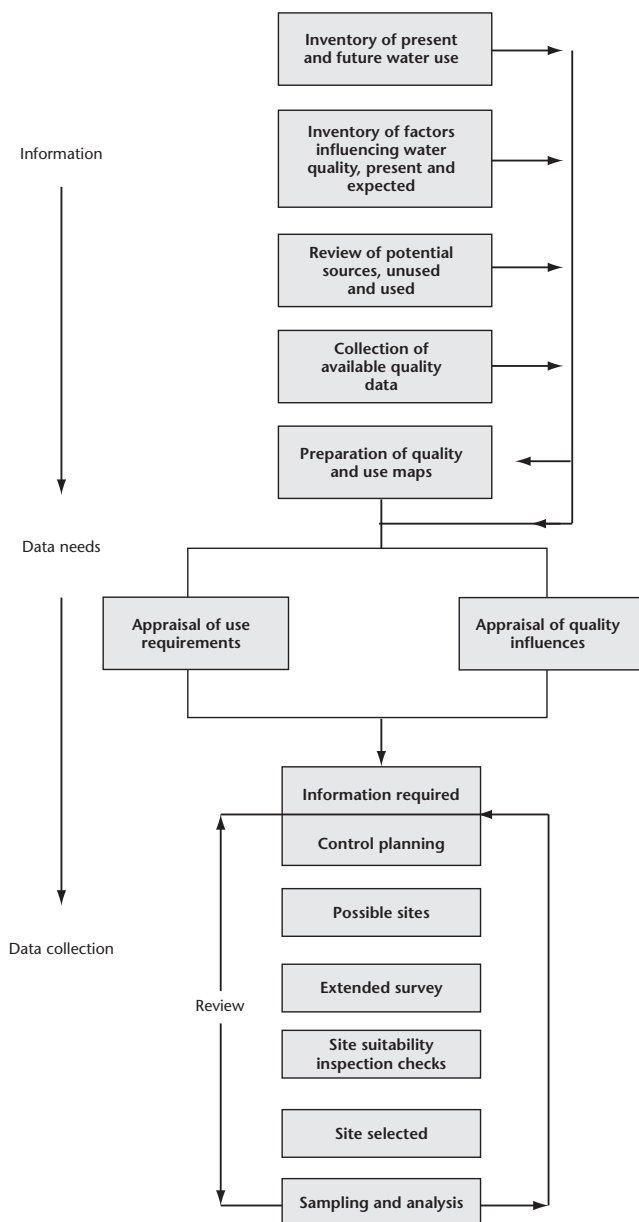 Inventory of present
and future water use
Information
Inventory of factors
influencing water
quality, present and
expected
Review of potential
sources, unused
and used
Collection of
available quality
data
Preparation of quality
and use maps
Data needs
Appraisal of use
requirements
Appraisal of quality
influences
Information required
Control planning
Possible sites
Data collection
Extended survey
Review
Site suitability
inspection checks
Site selected
Sampling and analysis